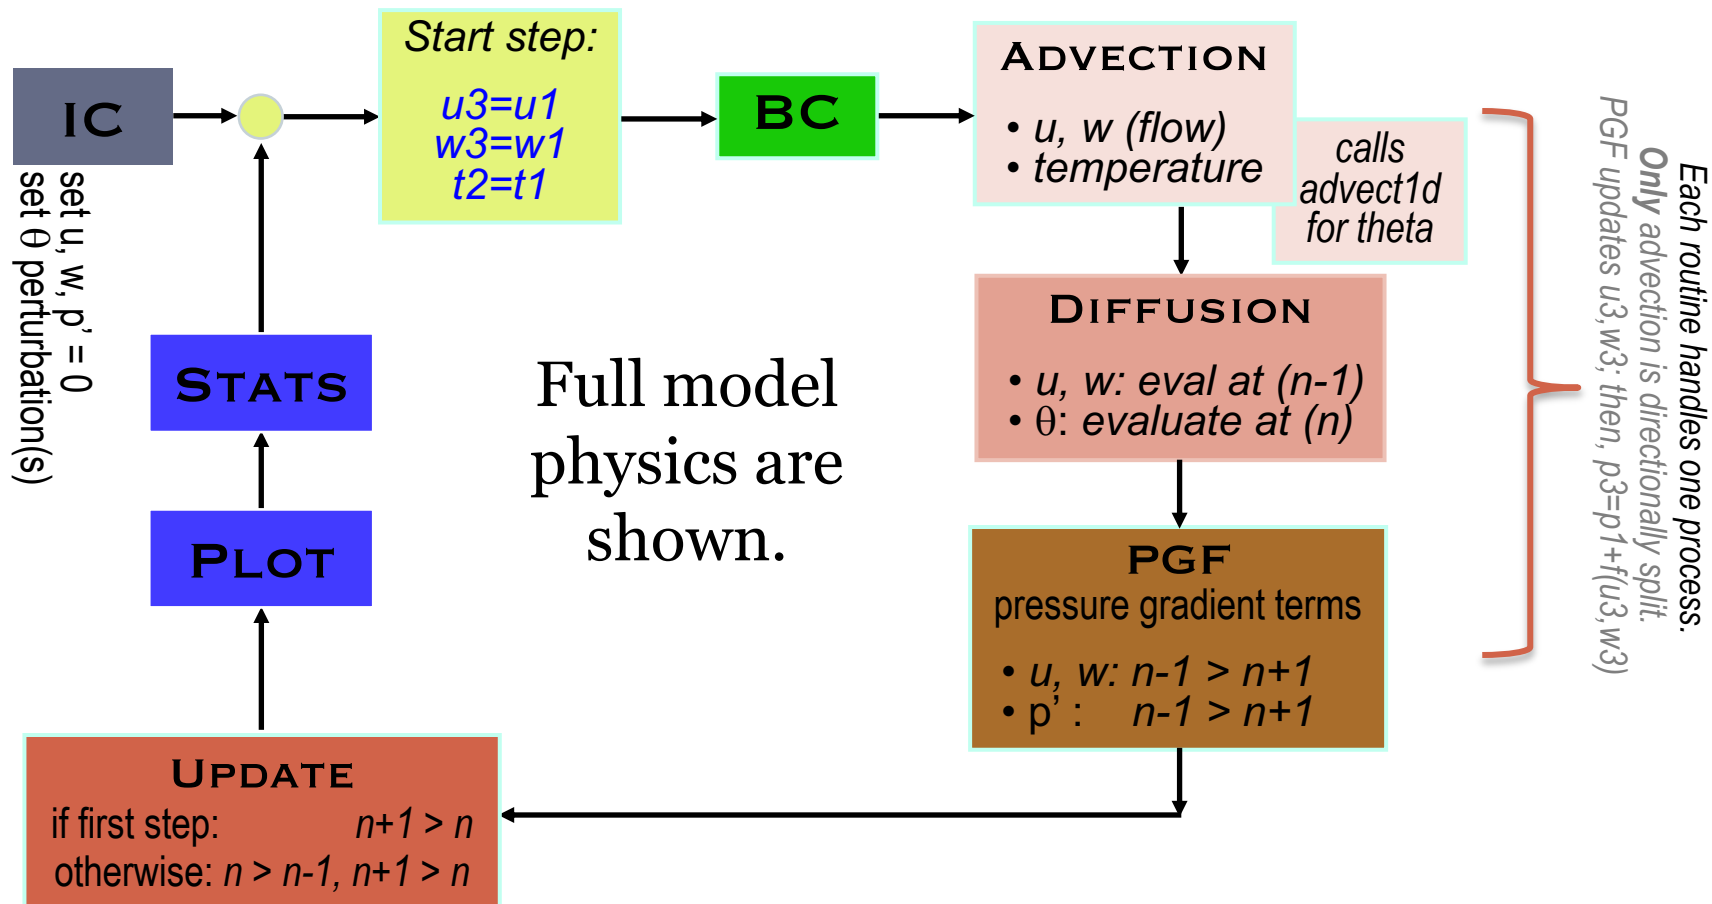 IC
set u, w, p' = 0
set θ perturbation(s)
Start step:
u3=u1
w3=w1
t2=t1
BC
ADVECTION
• u, w (flow)
• temperature
calls
advect1d
for theta
DIFFUSION
• u, w: eval at (n-1)
• θ: evaluate at (n)
PGF
pressure gradient terms
• u, w: n-1 > n+1
• p’ : n-1 > n+1
Each routine handles one process.
Only advection is directionally split.
PGF updates u3,w3; then, p3=p1+f(u3,w3)
UPDATE
if first step: n+1 > n
otherwise: n > n-1, n+1 > n
PLOT
STATS
Full model
physics are
shown.